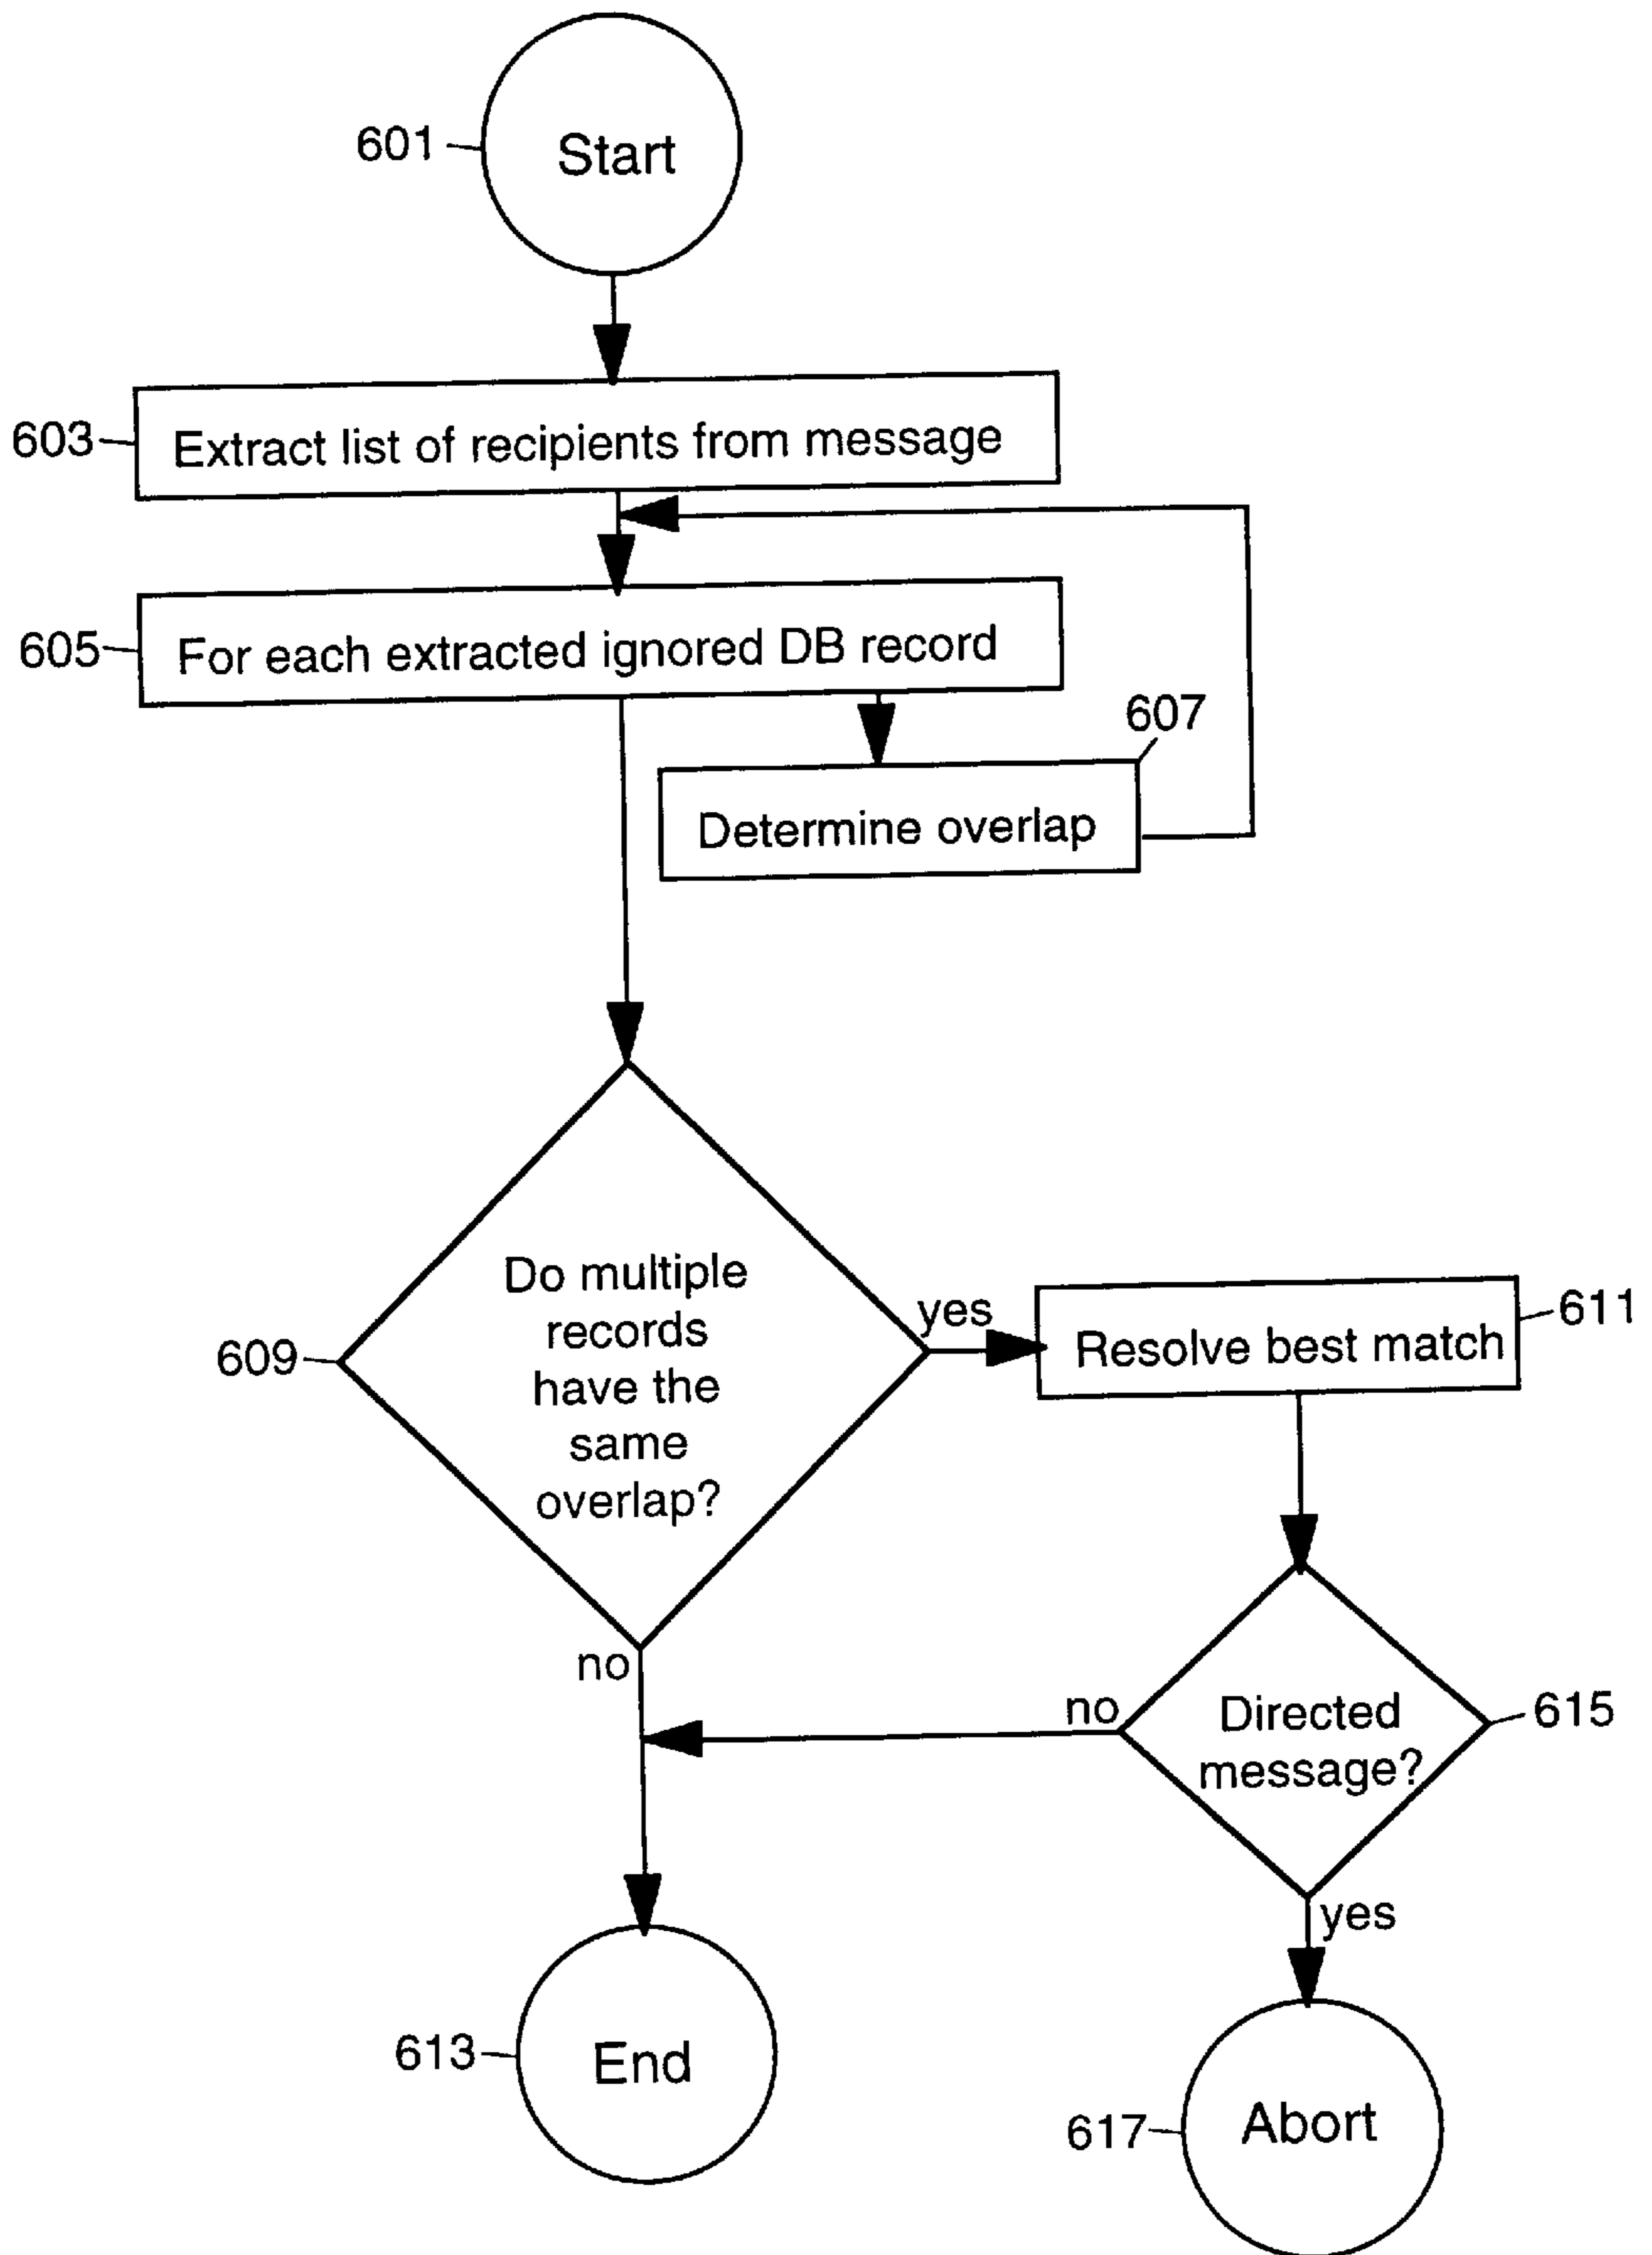 601
Start
603
Extract list of recipients from message
605
For each extracted ignored DB record
607
Determine overlap
609
Do multiple
records
have the
same
overlap?
yes
611
Resolve best match
no
no
Directed
message?
615
yes
613
End
617
Abort